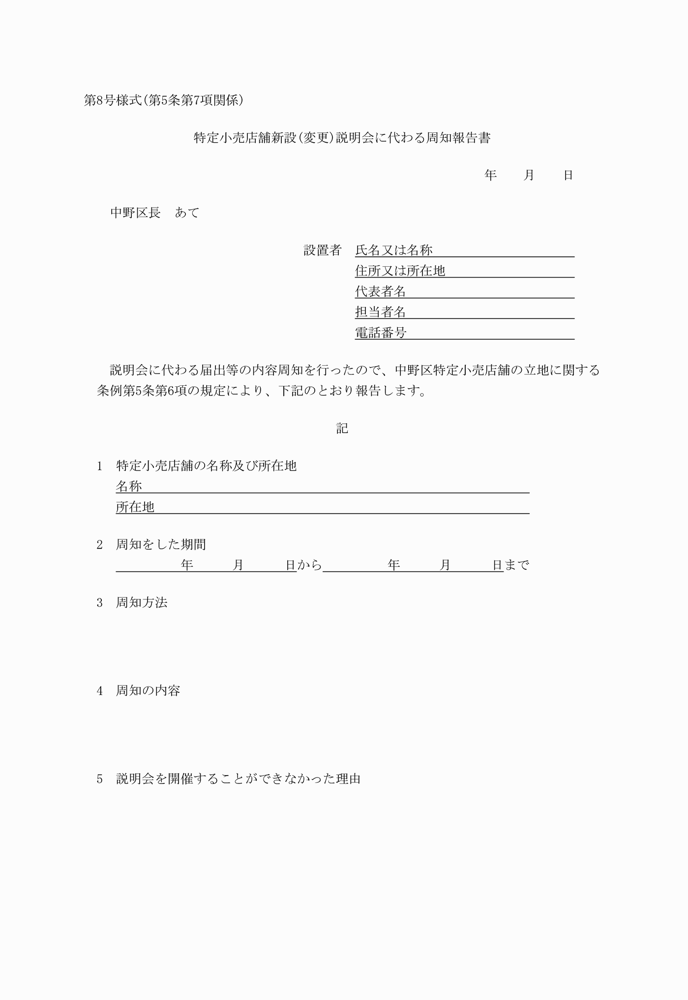 第8号様式(第5条第7項関係)
特定小売店舗新設(変更)説明会に代わる周知報告書
年　　月　　日
中野区長　あて
設置者　氏名又は名称
住所又は所在地
代表者名
担当者名
電話番号
説明会に代わる届出等の内容周知を行ったので、中野区特定小売店舗の立地に関する
条例第5条第6項の規定により、下記のとおり報告します。
記
1　特定小売店舗の名称及び所在地
名称
所在地
2　周知をした期間
年　　　月　　　日から　　　　　年　　　月　　　日まで
3　周知方法
4　周知の内容
5　説明会を開催することができなかった理由